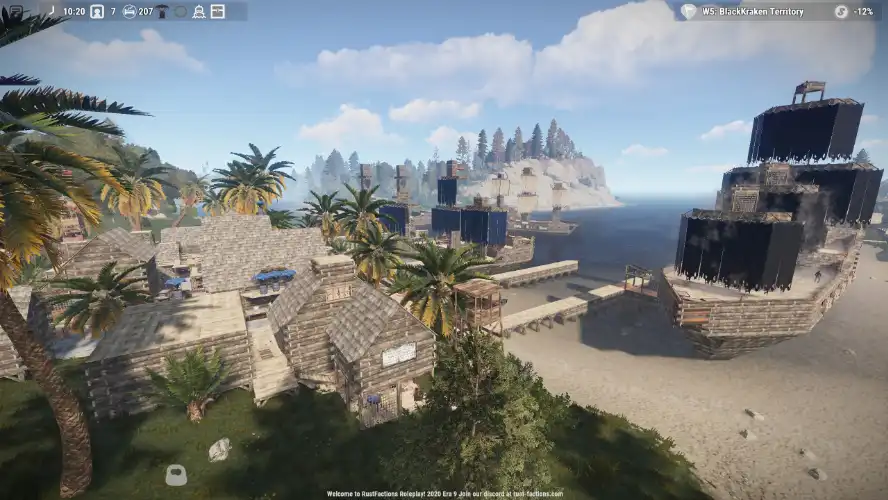 10:20 7 207
W5: BlackKraken Territory -12%
Welcome to RustFactions Roleplay! 2020 Era 9 Join our discord at rust-factions.com